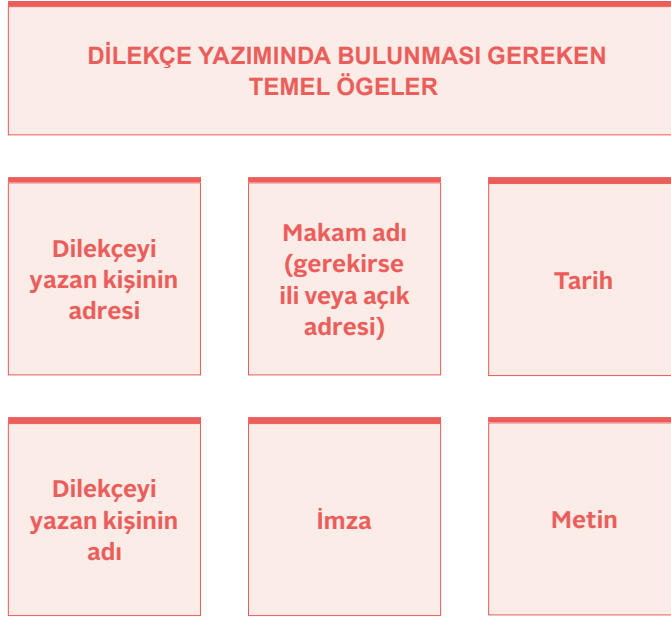 DİLEKÇE YAZIMINDA BULUNMASI GEREKEN
TEMEL ÖGELER
Dilekçeyi
yazan kişinin
adresi
Makam adı
(gerekirse
ili veya açık
adresi)
Tarih
Dilekçeyi
yazan kişinin
adı
İmza
Metin